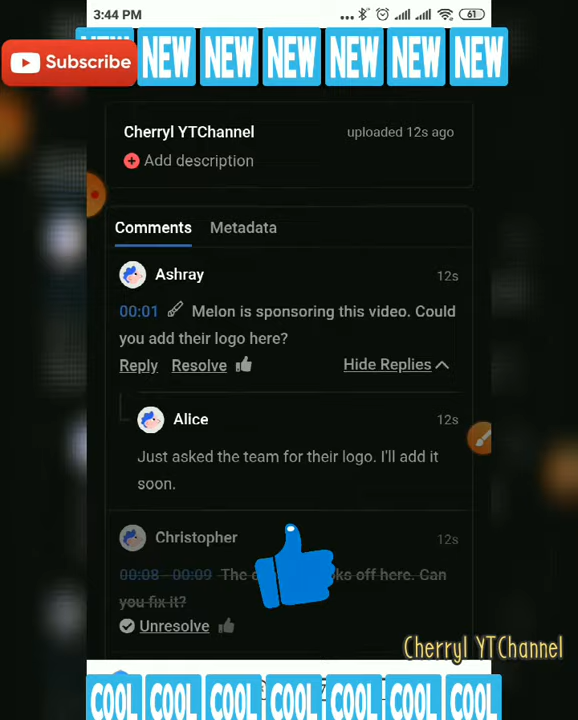 3:44 PM
61
NEW NEW NEW NEW NEW NEW NEW
Subscribe
Cherryl YTChannel
uploaded 12s ago
Add description
Comments Metadata
Ashray 12s
00:01 Melon is sponsoring this video. Could
you add their logo here?
Reply Resolve Hide Replies
Alice 12s
Just asked the team for their logo. I'll add it
soon.
Christopher 12s
00:08 - 00:09 The off here. Can
you fix it?
Unresolve
Cherryl YTChannel
COOL COOL COOL COOL COOL COOL COOL